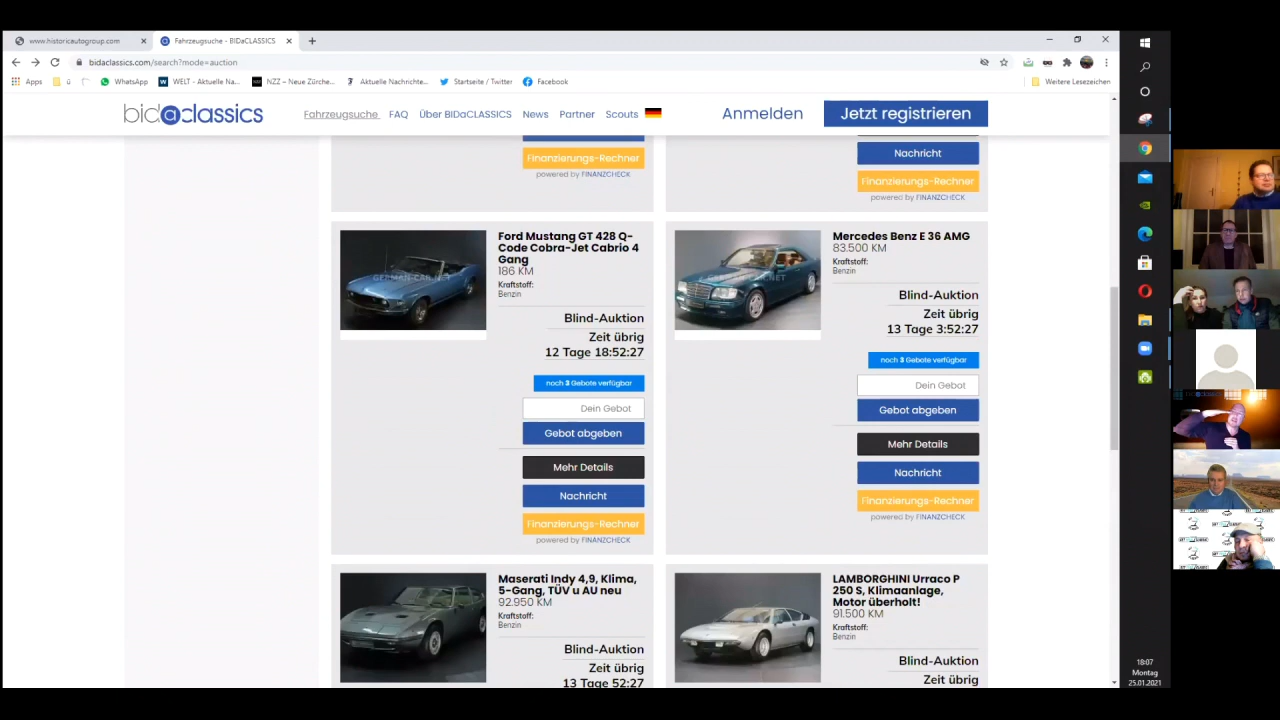 www.historicautogroup.com
Fahrzeugsuche - BIDaCLASSICS
bidaclassics.com/search?mode=auction
Apps
ü
WhatsApp
WELT - Aktuelle Na...
NZZ – Neue Zürche...
Aktuelle Nachrichte...
Startseite / Twitter
Facebook
Weitere Lesezeichen
bidaclassics
Fahrzeugsuche
FAQ
Über BIDaCLASSICS
News
Partner
Scouts
Anmelden
Jetzt registrieren
Finanzierungs-Rechner
powered by FINANZCHECK
Nachricht
Finanzierungs-Rechner
powered by FINANZCHECK
Ford Mustang GT 428 Q-
Code Cobra-Jet Cabrio 4
Gang
186 KM
Kraftstoff:
Benzin
Blind-Auktion
Zeit übrig
12 Tage 18:52:27
noch 3 Gebote verfügbar
Dein Gebot
Gebot abgeben
Mehr Details
Nachricht
Finanzierungs-Rechner
powered by FINANZCHECK
Mercedes Benz E 36 AMG
83.500 KM
Kraftstoff:
Benzin
Blind-Auktion
Zeit übrig
13 Tage 3:52:27
noch 3 Gebote verfügbar
Dein Gebot
Gebot abgeben
Mehr Details
Nachricht
Finanzierungs-Rechner
powered by FINANZCHECK
Maserati Indy 4,9, Klima,
5-Gang, TÜV u AU neu
92.950 KM
Kraftstoff:
Benzin
Blind-Auktion
Zeit übrig
13 Tage 52:27
LAMBORGHINI Urraco P
250 S, Klimaanlage,
Motor überholt!
91.500 KM
Kraftstoff:
Benzin
Blind-Auktion
Zeit übrig
18:07
Montag
25.01.2021